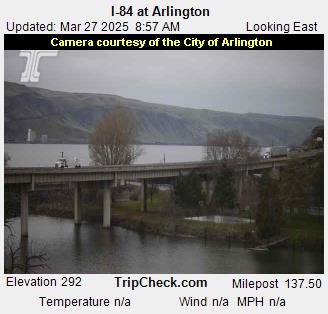 I-84 at Arlington
Updated: Mar 27 2025 8:57 AM Looking East
Camera courtesy of the City of Arlington
Elevation 292 TripCheck.com Milepost 137.50
Temperature n/a Wind n/a MPH n/a